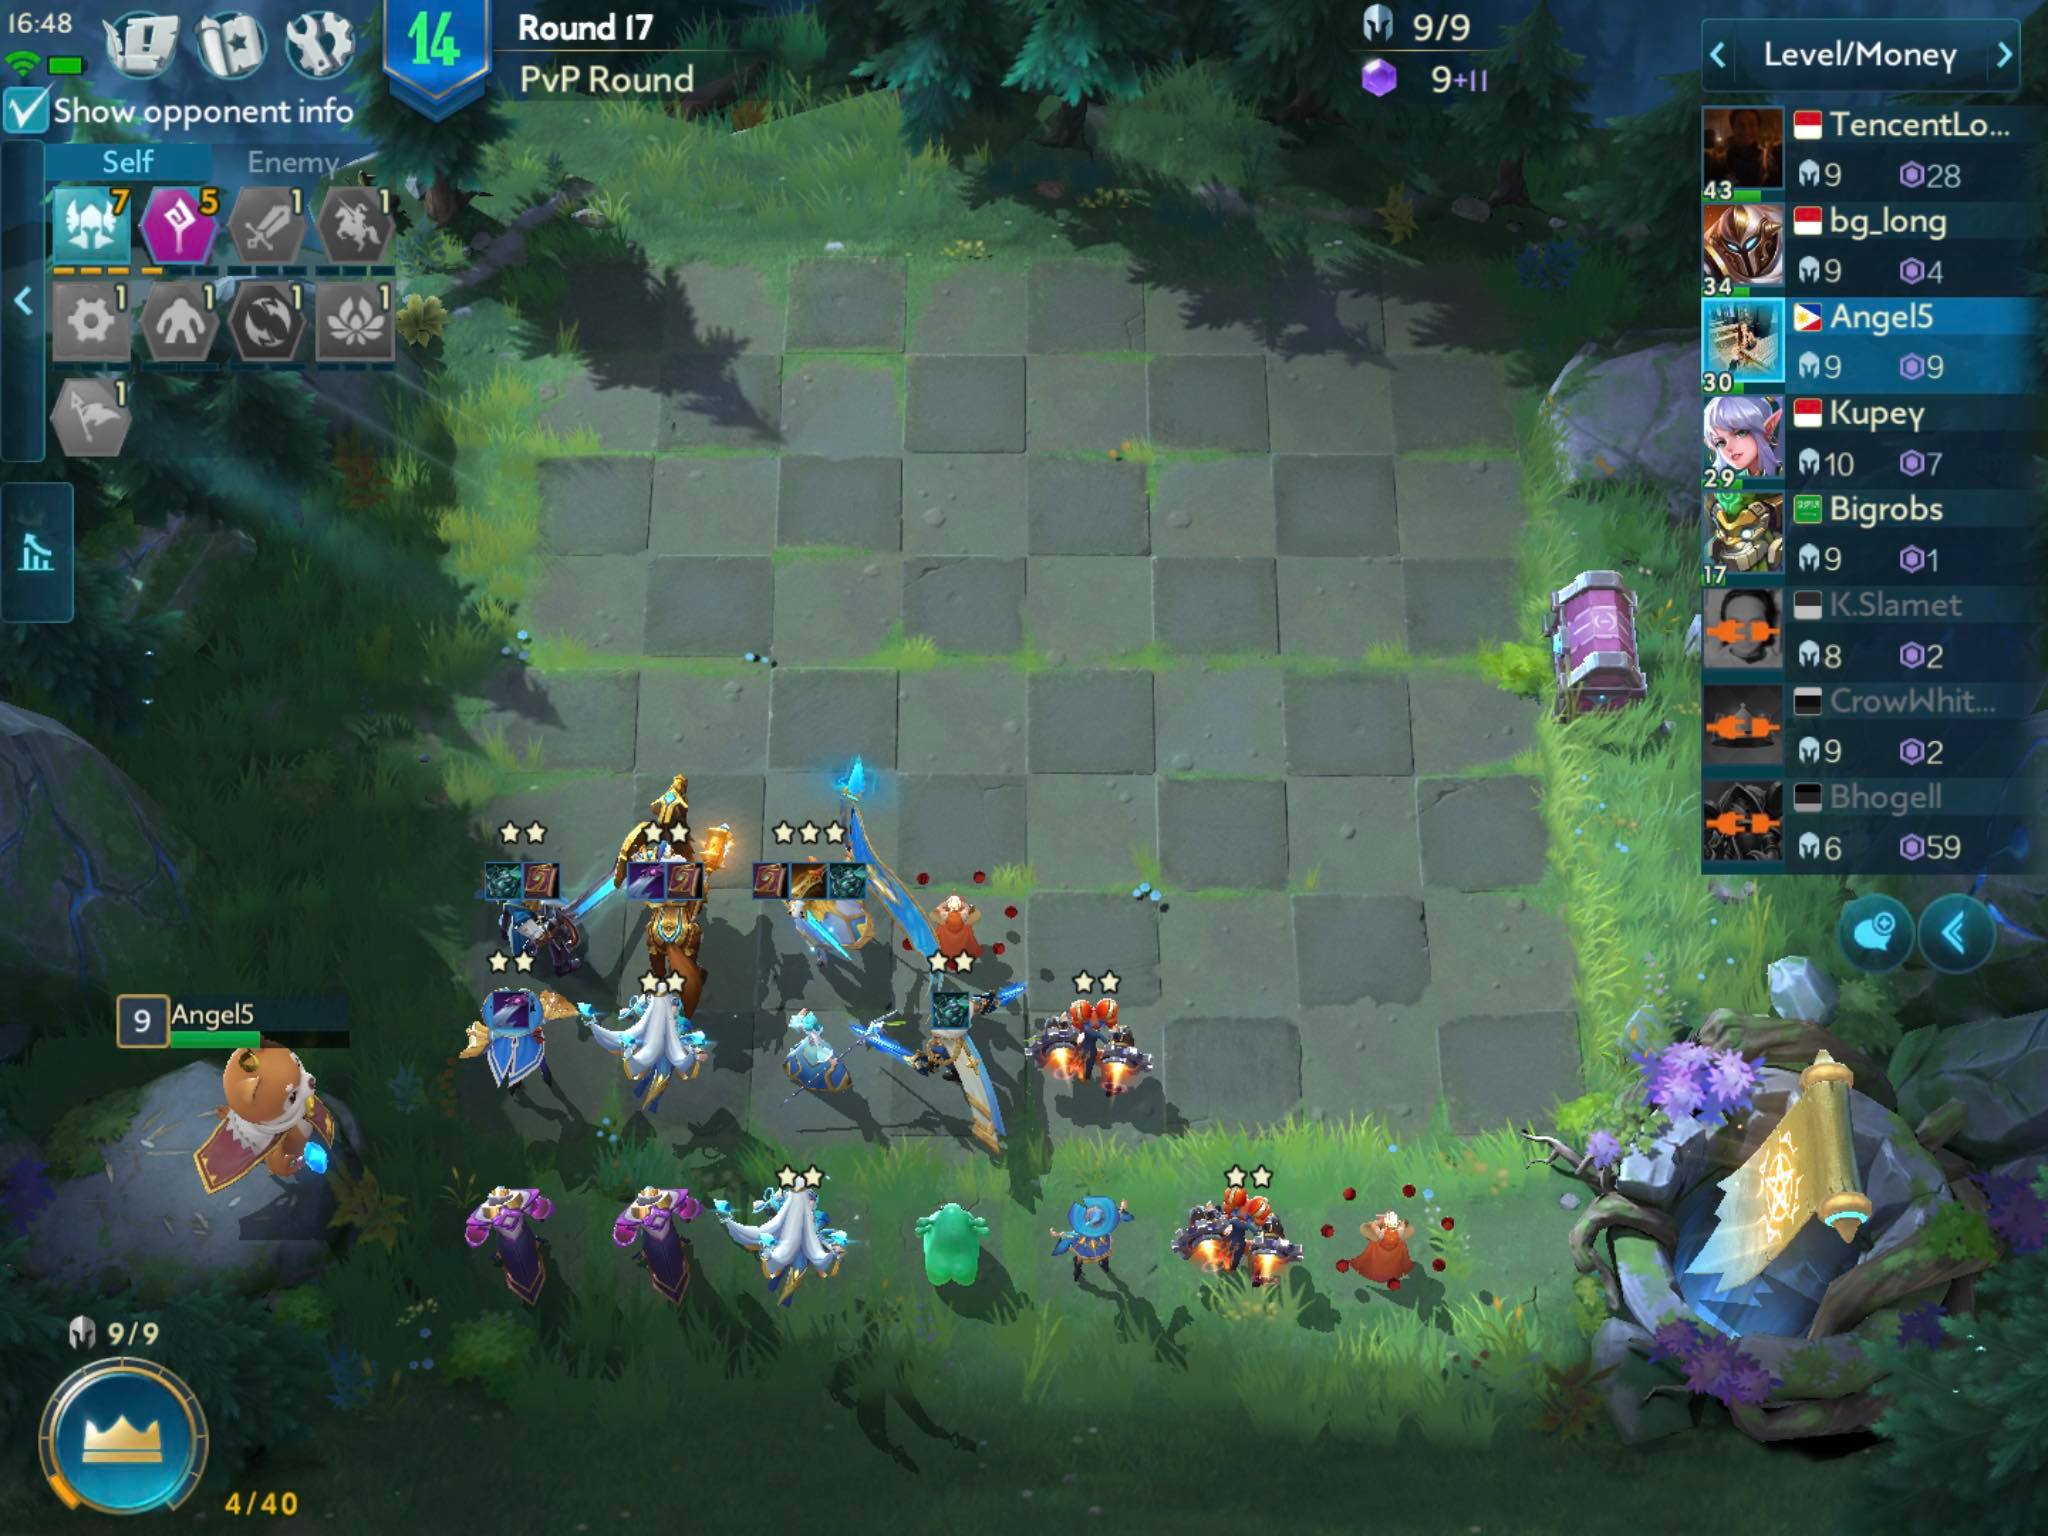 16:48
14
Round 17
PvP Round
9/9
9+11
Show opponent info
Self
Enemy
7
5
1
1
1
1
1
1
1
Level/Money
TencentLo...
43
9
28
bg_long
34
9
4
Angel5
30
9
9
Kupey
29
10
7
Bigrobs
17
9
1
K.Slamet
8
2
CrowWhit...
9
2
Bhogell
6
59
9
Angel5
9/9
4/40